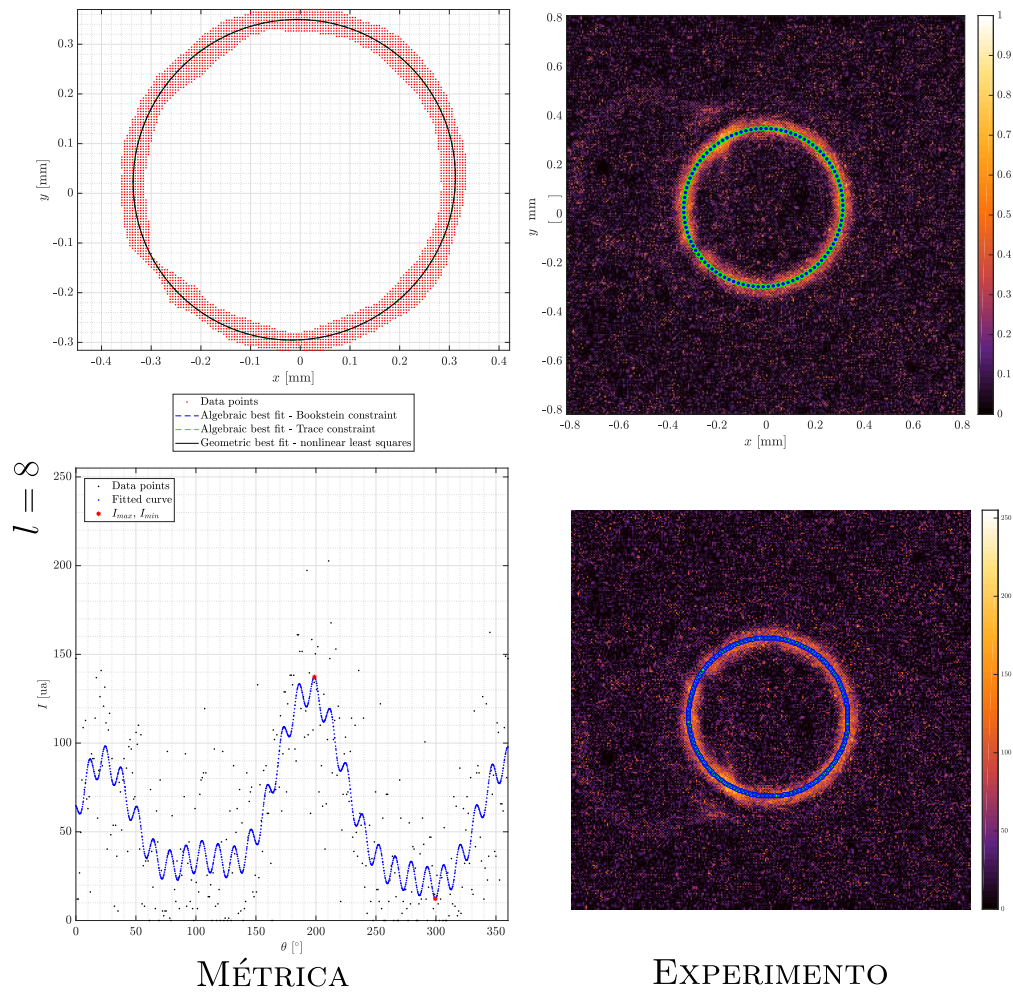 0.3
0.2
0.1
0
-0.1
-0.2
-0.3
y [mm]
-0.4 -0.3 -0.2 -0.1 0 0.1 0.2 0.3 0.4
x [mm]
Data points
Algebraic best fit - Bookstein constraint
Algebraic best fit - Trace constraint
Geometric best fit - nonlinear least squares
0.8
0.6
0.4
0.2
0
-0.2
-0.4
-0.6
-0.8
y [mm]
-0.8 -0.6 -0.4 -0.2 0 0.2 0.4 0.6 0.8
x [mm]
1
0.9
0.8
0.7
0.6
0.5
0.4
0.3
0.2
0.1
0
l = 8
250
200
150
100
50
0
I [ua]
Data points
Fitted curve
I_max, I_min
0 50 100 150 200 250 300 350
θ [°]
250
200
150
100
50
0
MÉTRICA
EXPERIMENTO